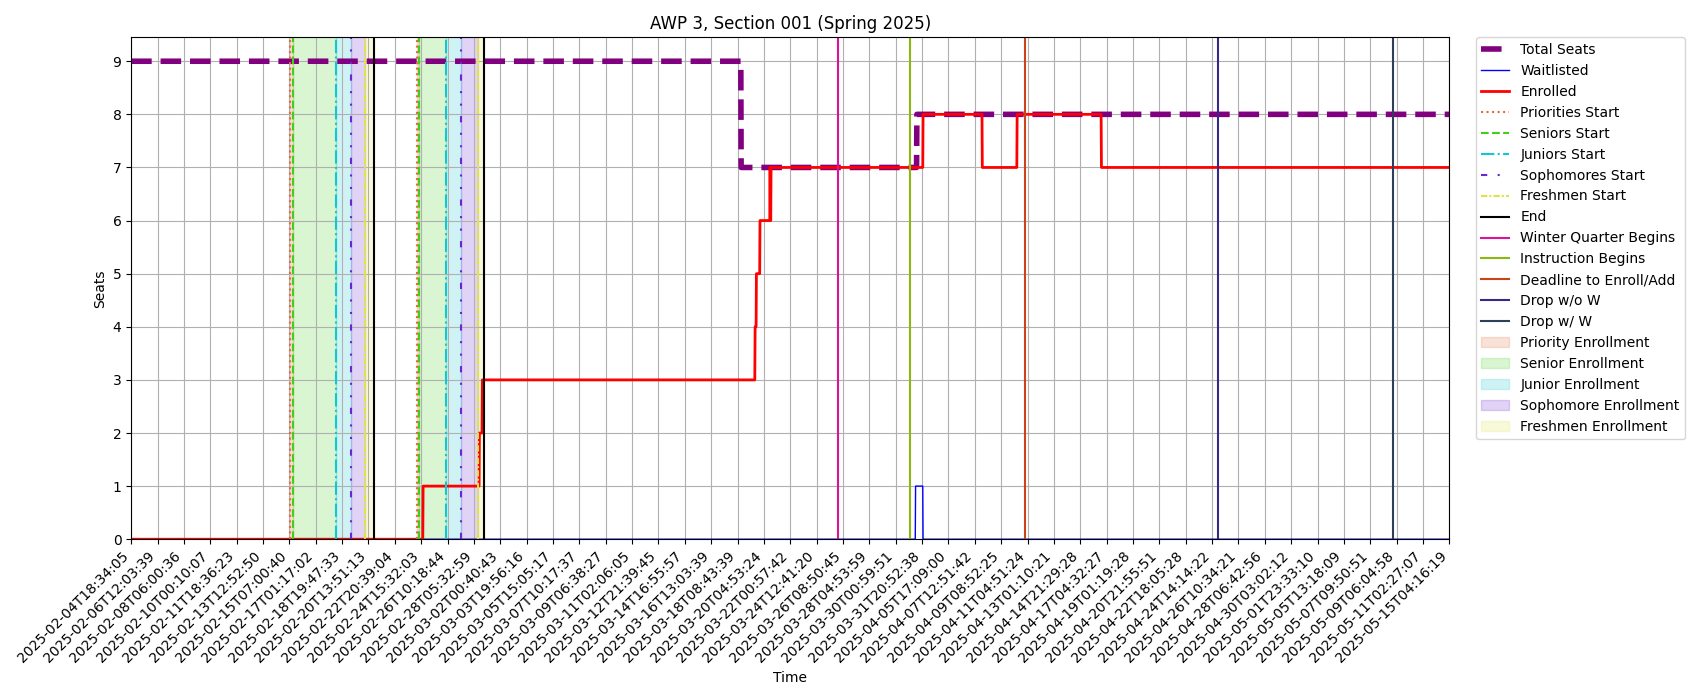 AWP 3, Section 001 (Spring 2025)
Seats
9
8
7
6
5
4
3
2
1
0
2025-02-04T18:34:05
2025-02-06T12:03:39
2025-02-08T06:00:36
2025-02-10T00:10:07
2025-02-11T18:36:23
2025-02-13T12:52:50
2025-02-15T07:00:40
2025-02-17T01:17:02
2025-02-18T19:47:33
2025-02-20T13:51:13
2025-02-22T20:39:04
2025-02-24T15:32:03
2025-02-26T10:18:44
2025-02-28T05:32:59
2025-03-02T00:40:43
2025-03-03T19:56:16
2025-03-05T15:05:17
2025-03-07T10:17:37
2025-03-09T06:38:27
2025-03-11T02:06:05
2025-03-12T21:39:45
2025-03-14T16:55:57
2025-03-16T13:03:39
2025-03-18T08:43:39
2025-03-20T04:53:24
2025-03-22T00:57:42
2025-03-24T12:41:20
2025-03-26T08:50:45
2025-03-28T04:53:59
2025-03-30T00:59:51
2025-03-31T20:52:38
2025-04-05T17:09:00
2025-04-07T12:51:42
2025-04-09T08:52:25
2025-04-11T04:51:24
2025-04-13T01:10:21
2025-04-14T21:29:28
2025-04-17T04:32:27
2025-04-19T01:19:28
2025-04-20T21:55:51
2025-04-22T18:05:28
2025-04-24T14:14:22
2025-04-26T10:34:21
2025-04-28T06:42:56
2025-04-30T03:02:12
2025-05-01T23:33:10
2025-05-05T13:18:09
2025-05-07T09:50:51
2025-05-09T06:04:58
2025-05-11T02:27:07
2025-05-15T04:16:19
Time
Total Seats
Waitlisted
Enrolled
Priorities Start
Seniors Start
Juniors Start
Sophomores Start
Freshmen Start
End
Winter Quarter Begins
Instruction Begins
Deadline to Enroll/Add
Drop w/o W
Drop w/ W
Priority Enrollment
Senior Enrollment
Junior Enrollment
Sophomore Enrollment
Freshmen Enrollment